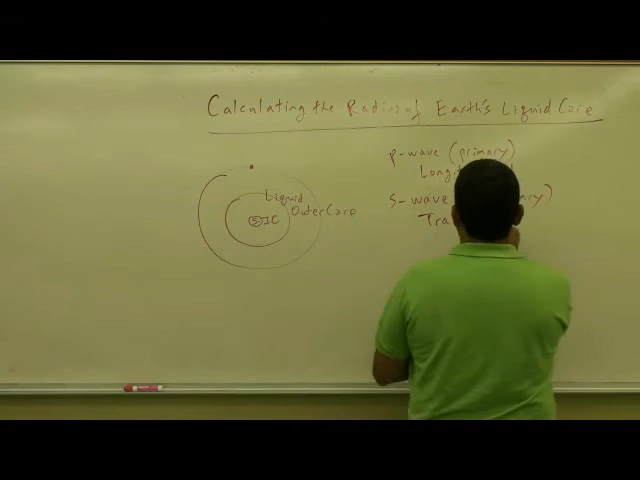 Calculating the Radius of Earth's Liquid Core
P-wave (primary)
S-wave
Liquid
Outer Core
IC